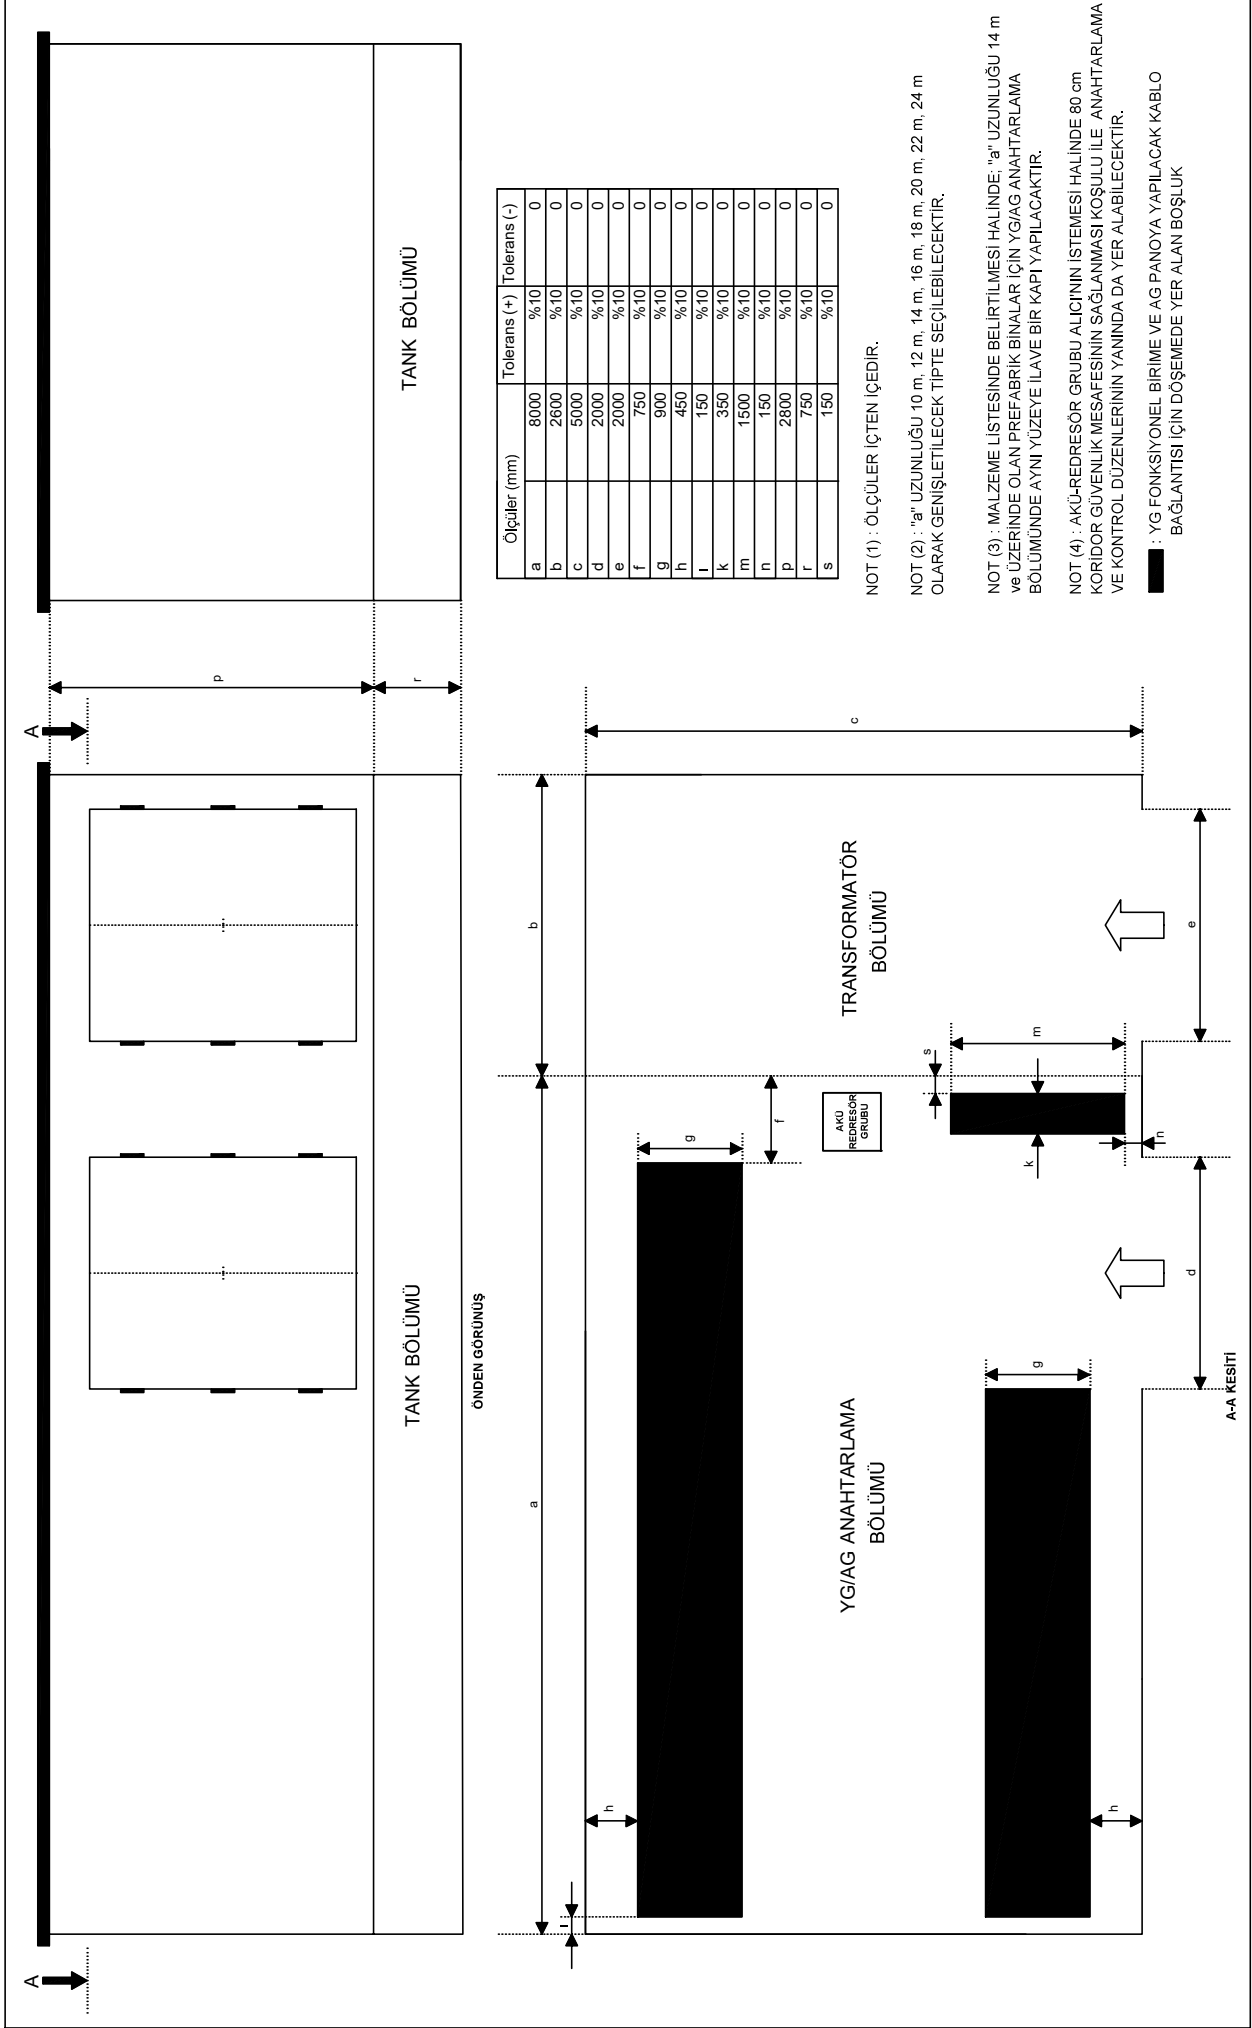 A
A
TANK BÖLÜMÜ
TANK BÖLÜMÜ
p
r
ÖNDEN GÖRÜNÜŞ
Ölçüler (mm) Tolerans (+) Tolerans (-)
a 8000 %10 0
b 2600 %10 0
c 5000 %10 0
d 2000 %10 0
e 2000 %10 0
f 750 %10 0
g 900 %10 0
h 450 %10 0
l 150 %10 0
k 350 %10 0
m 1500 %10 0
n 150 %10 0
p 2800 %10 0
r 750 %10 0
s 150 %10 0
NOT (1) : ÖLÇÜLER İÇTEN İÇEDİR.
NOT (2) : "a" UZUNLUĞU 10 m, 12 m, 14 m, 16 m, 18 m, 20 m, 22 m, 24 m
OLARAK GENİŞLETİLECEK TİPTE SEÇİLEBİLECEKTİR.
NOT (3) : MALZEME LİSTESİNDE BELİRTİLMESİ HALİNDE; "a" UZUNLUĞU 14 m
ve ÜZERİNDE OLAN PREFABRİK BİNALAR İÇİN YG/AG ANAHTARLAMA
BÖLÜMÜNDE AYNI YÜZEYE İLAVE BİR KAPI YAPILACAKTIR.
NOT (4) : AKÜ-REDRESÖR GRUBU ALICI'NIN İSTEMESİ HALİNDE 80 cm
KORİDOR GÜVENLİK MESAFESİNİN SAĞLANMASI KOŞULU İLE ANAHTARLAMA
VE KONTROL DÜZENLERİNİN YANINDA DA YER ALABİLECEKTİR.
: YG FONKSİYONEL BİRİME VE AG PANOYA YAPILACAK KABLO
BAĞLANTISI İÇİN DÖŞEMEDE YER ALAN BOŞLUK
a
b
l
h
g
f
c
s
AKÜ
REDRESÖR
GRUBU
TRANSFORMATÖR
BÖLÜMÜ
YG/AG ANAHTARLAMA
BÖLÜMÜ
k
m
n
g
h
d
e
A-A KESİTİ